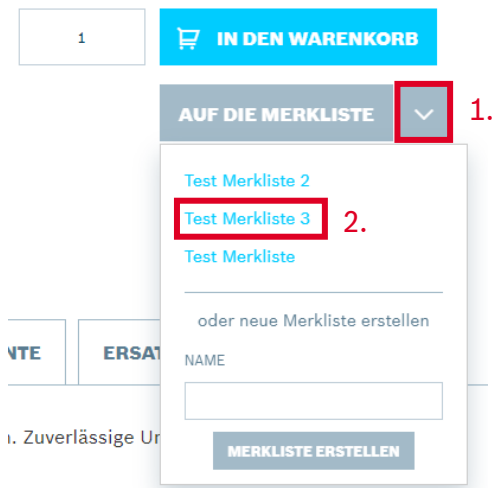 1
IN DEN WARENKORB
AUF DIE MERKLISTE
1.
Test Merkliste 2
Test Merkliste 3
2.
Test Merkliste
oder neue Merkliste erstellen
NTE
ERSAT
NAME
. Zuverlässige Ur
MERKLISTE ERSTELLEN